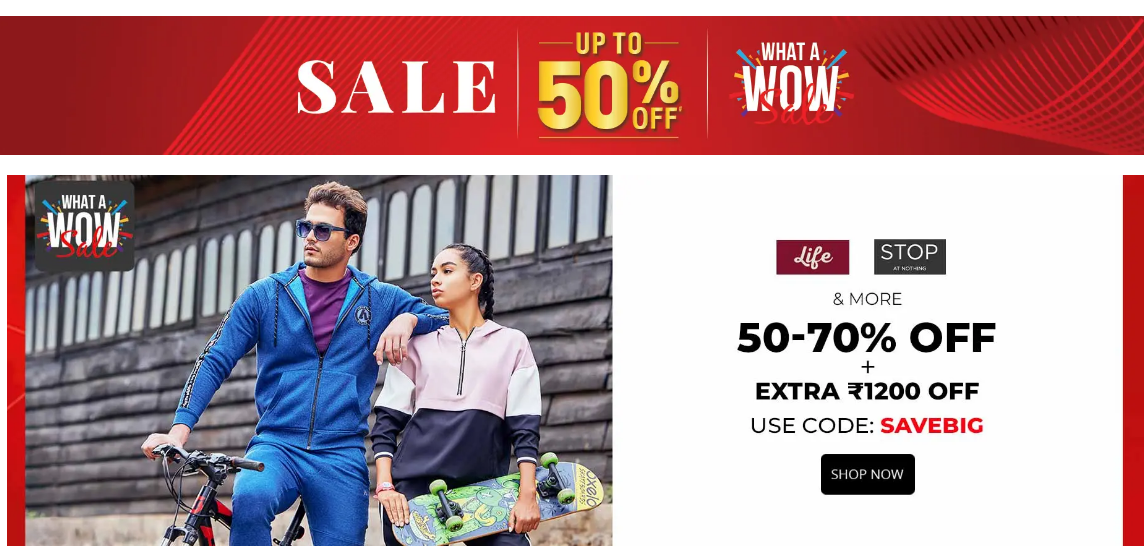 SALE
UP TO
50%
OFF*
WHAT A
WOW
Sale
WHAT A
WOW
Sale
Life
STOP
AT NOTHING
& MORE
50-70% OFF
+
EXTRA ₹1200 OFF
USE CODE: SAVEBIG
SHOP NOW
oxelo